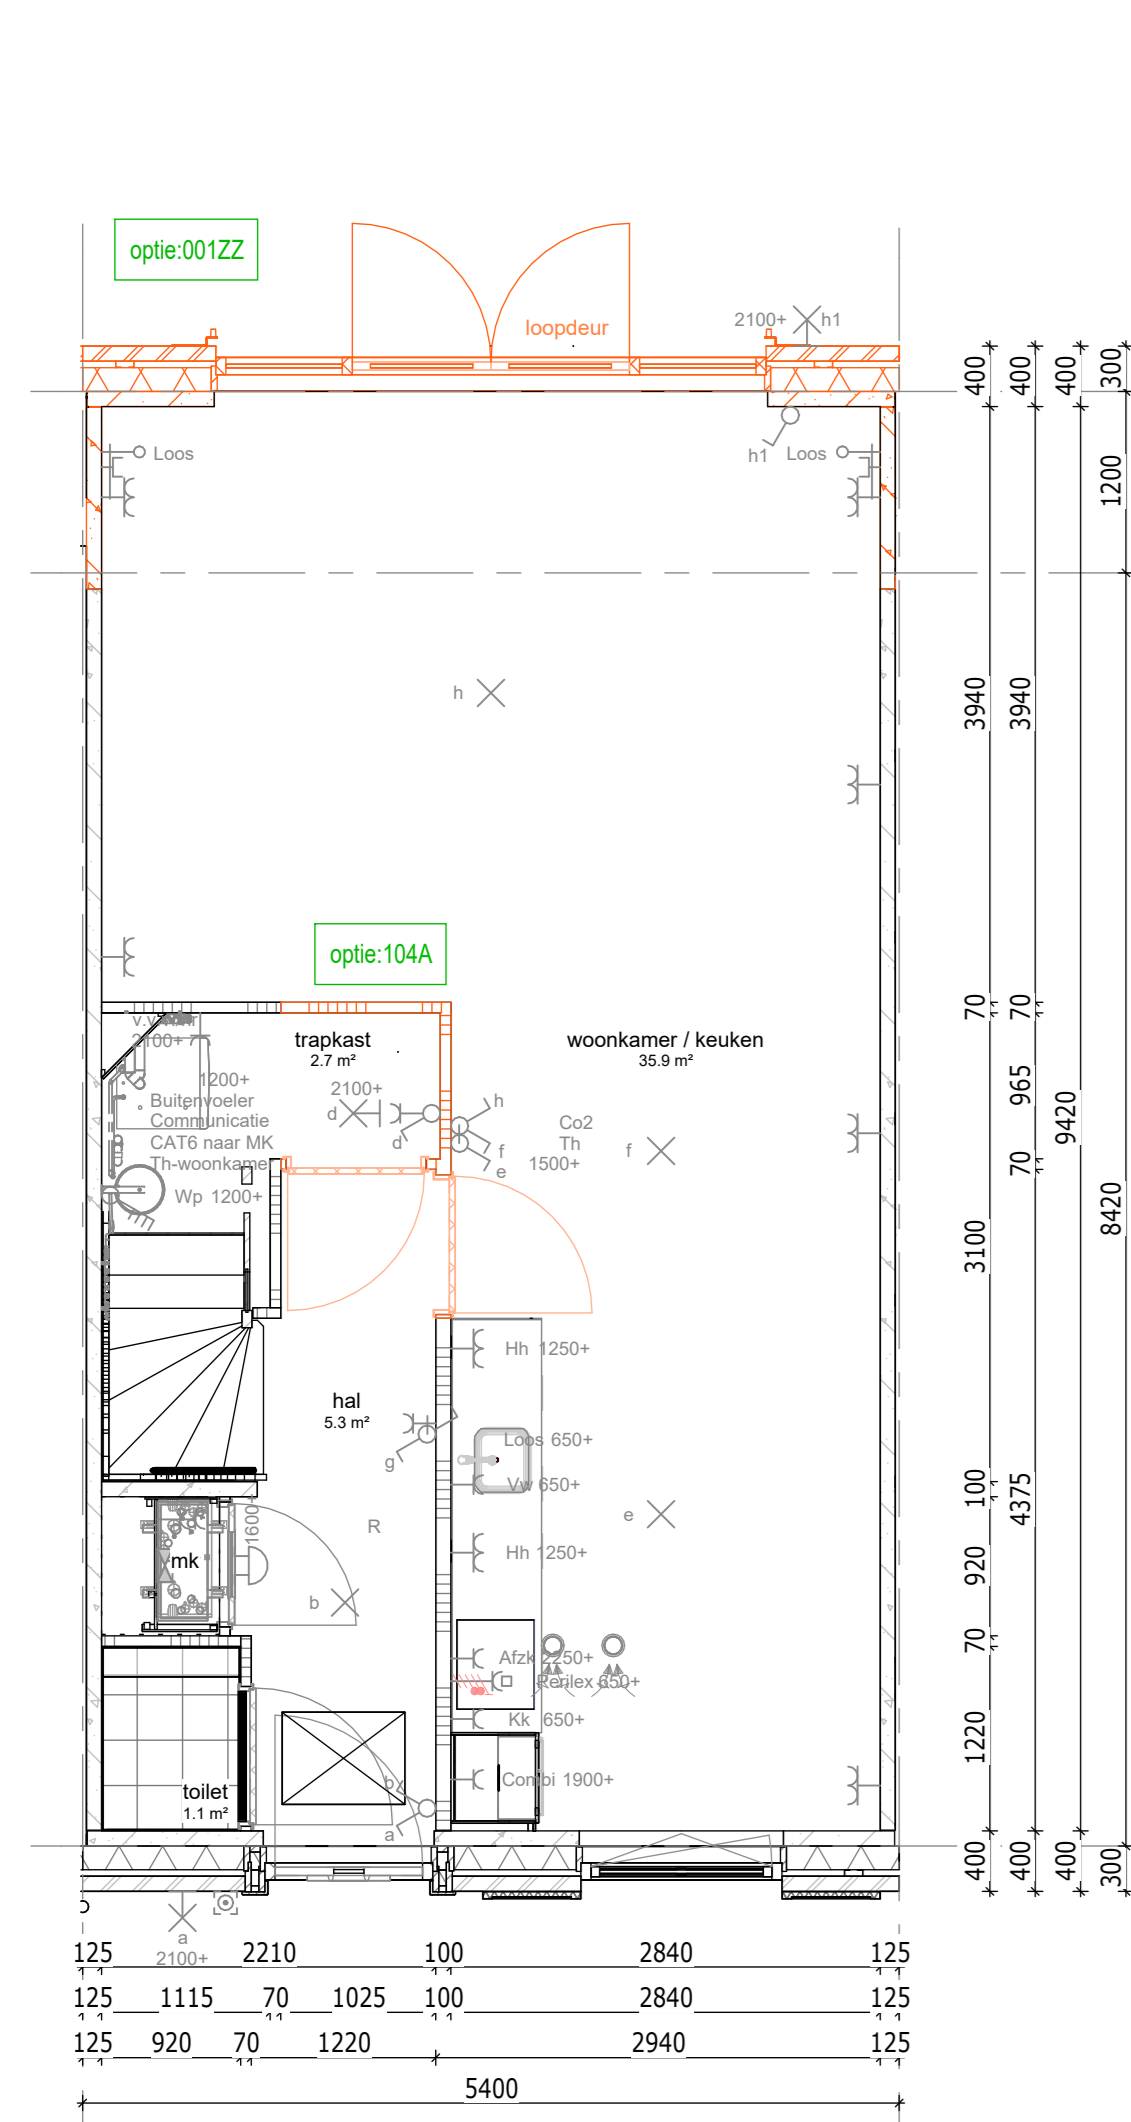 optie:001ZZ
loopdeur
2100+
h1
400
400
400
300
Loos
h1
Loos
1200
h
3940
3940
optie:104A
70
70
2100+
trapkast
2.7 m²
woonkamer / keuken
35.9 m²
1200+
Buitenvoeler
Communicatie
CAT6 naar MK
Th-woonkamer
Wp 1200+
2100+
d
d
h
f
e
Co2
Th
1500+
f
965
9420
70
8420
3100
Hh 1250+
hal
5.3 m²
g
Loos 650+
Vw 650+
e
100
4375
R
1600+
Hh 1250+
mk
b
920
70
Afzk 2250+
Perilex 650+
Kk 650+
1220
Combi 1900+
toilet
1.1 m²
b
a
400
400
400
300
a
2100+
125 2210 100 2840 125
125 1115 70 1025 100 2840 125
125 920 70 1220 2940 125
5400